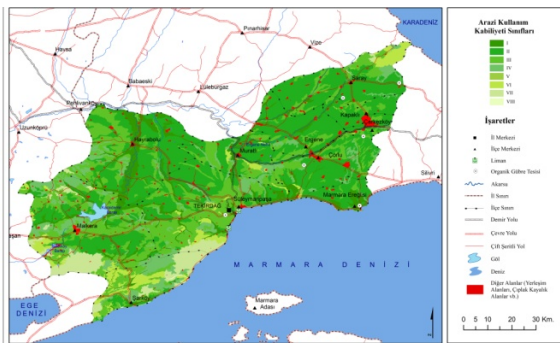 KARADENİZ
Pınarhisar
Vize
Havsa
Babaeski
Lüleburgaz
Saray
Pehlivanköy
Kapaklı
Uzunköprü
Hayrabolu
Ergene
Muratlı
Çorlu
Silivri
Marmara Ereğlisi
Süleymanpaşa
TEKİRDAĞ
Malkara
MARMARA DENİZİ
Şarköy
EGE
DENİZİ
Marmara
Adası
Arazi Kullanım
Kabiliyeti Sınıfları
I
II
III
IV
V
VI
VII
VIII
İşaretler
İl Merkezi
İlçe Merkezi
Liman
Organik Gübre Tesisi
Akarsu
İl Sınırı
İlçe Sınırı
Demir Yolu
Çevre Yolu
Çift Şeritli Yol
Göl
Deniz
Diğer Alanlar (Yerleşim
Alanları, Çıplak Kayalık
Alanlar vb.)
0 5 10 20 30 Km.